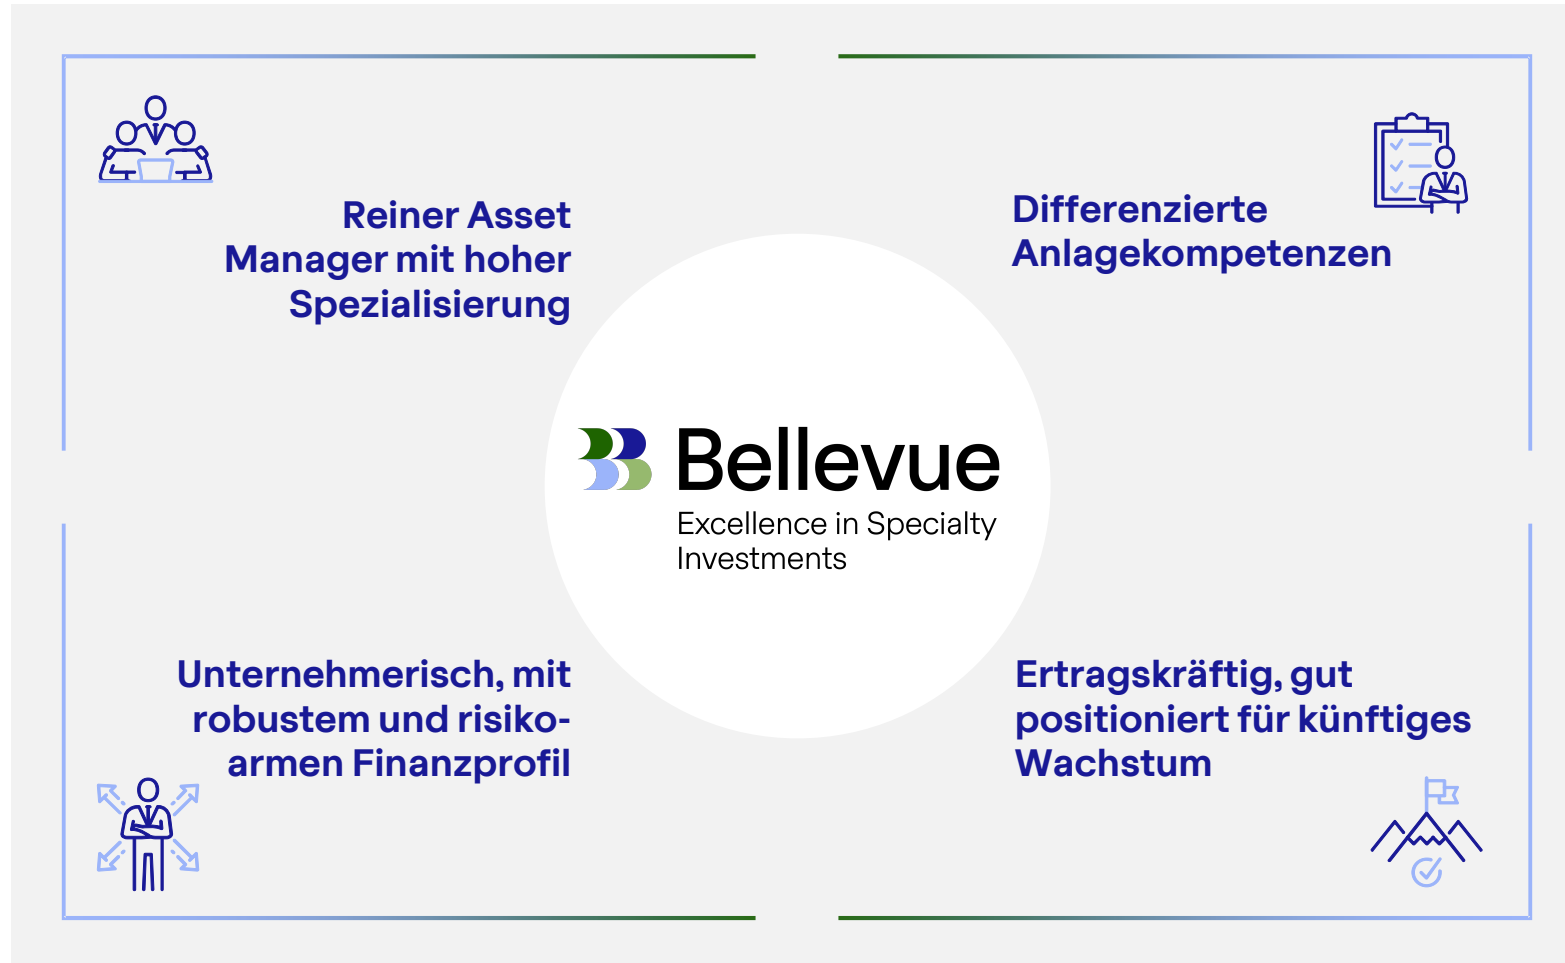 Reiner Asset
Manager mit hoher
Spezialisierung
Differenzierte
Anlagekompetenzen
Bellevue
Excellence in Specialty
Investments
Unternehmerisch, mit
robustem und risiko-
armen Finanzprofil
Ertragskräftig, gut
positioniert für künftiges
Wachstum